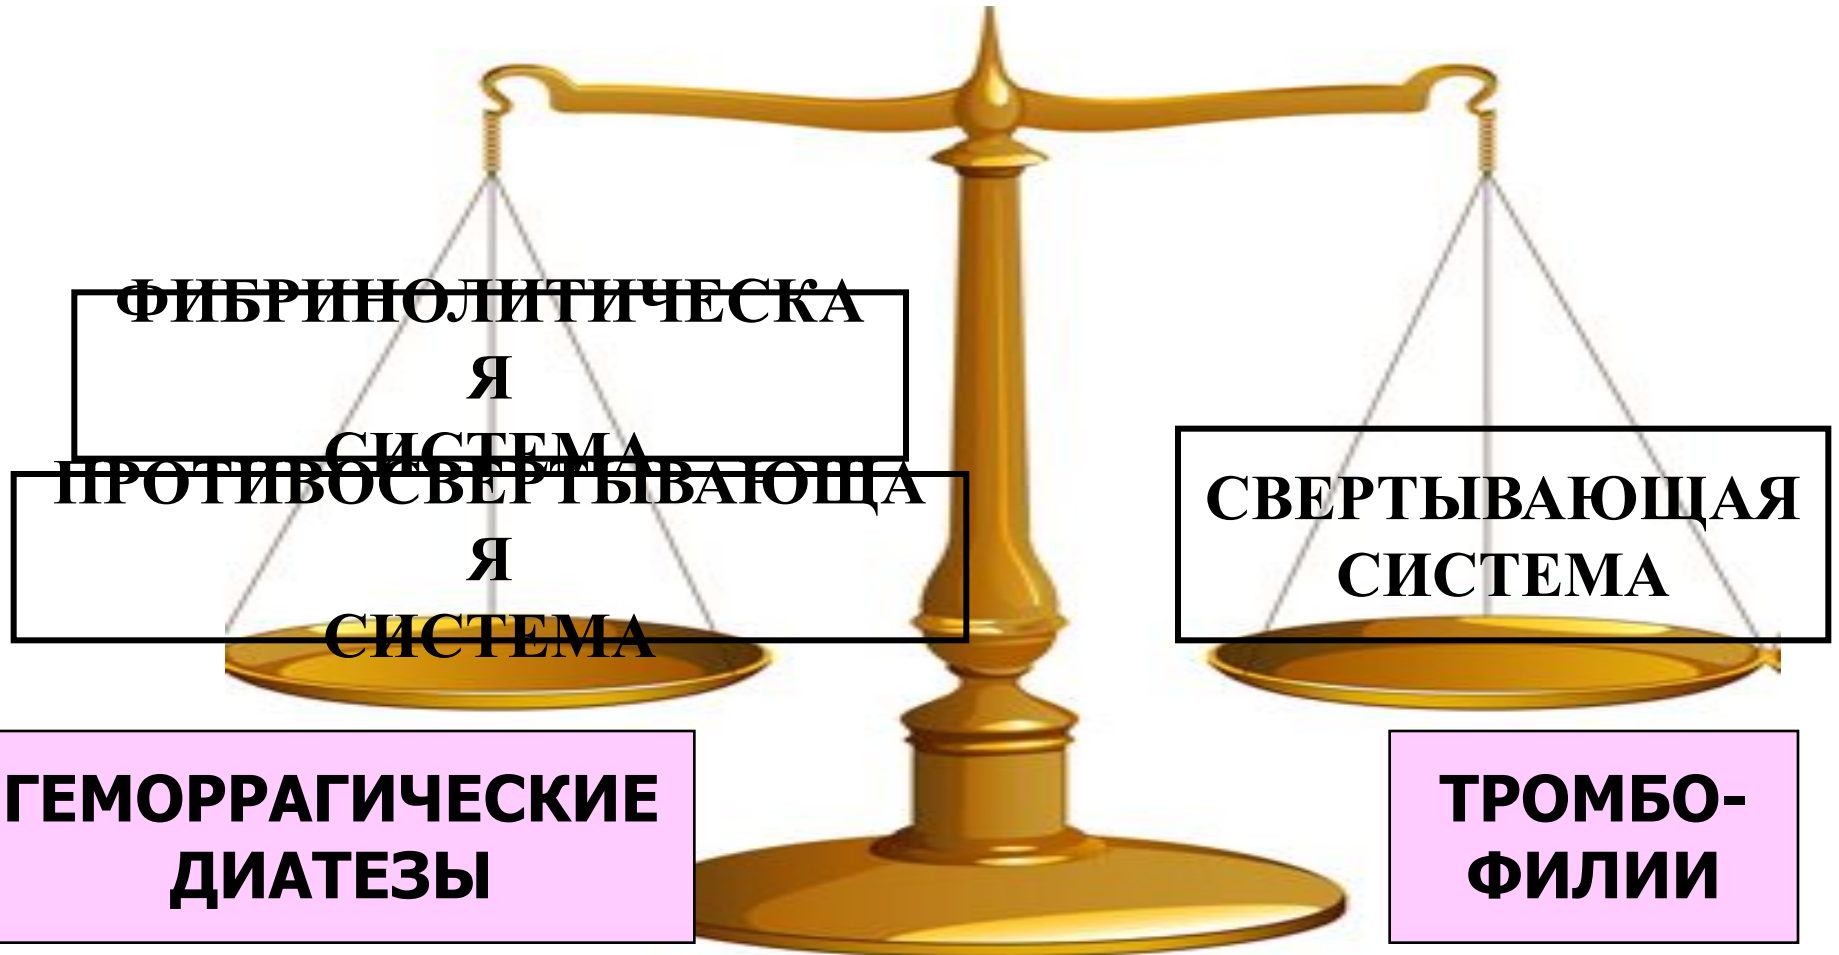 ФИБРИНОЛИТИЧЕСКА
Я
СИСТЕМА
ПРОТИВОСВЕРТЫВАЮЩА
Я
СИСТЕМА
СВЕРТЫВАЮЩАЯ
СИСТЕМА
ГЕМОРРАГИЧЕСКИЕ
ДИАТЕЗЫ
ТРОМБО-
ФИЛИИ